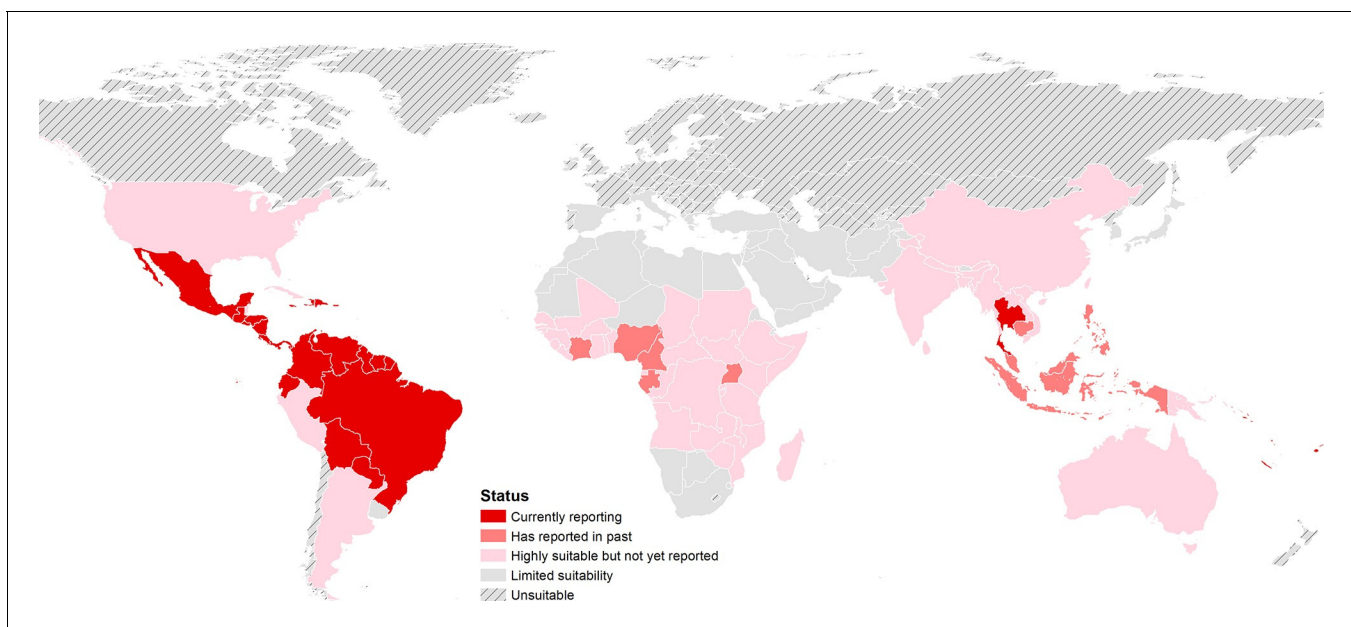 Status
Currently reporting
Has reported in past
Highly suitable but not yet reported
Limited suitability
Unsuitable